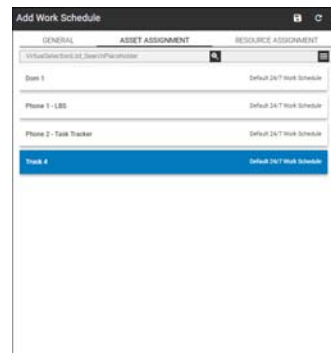 Add Work Schedule
GENERAL ASSET ASSIGNMENT RESOURCE ASSIGNMENT
VirtualSelectionList_SearchPlaceholder
Dom 1 Default 24/7 Work Schedule
Phone 1 - LBS Default 24/7 Work Schedule
Phone 2 - Task Tracker Default 24/7 Work Schedule
Truck 4 Default 24/7 Work Schedule